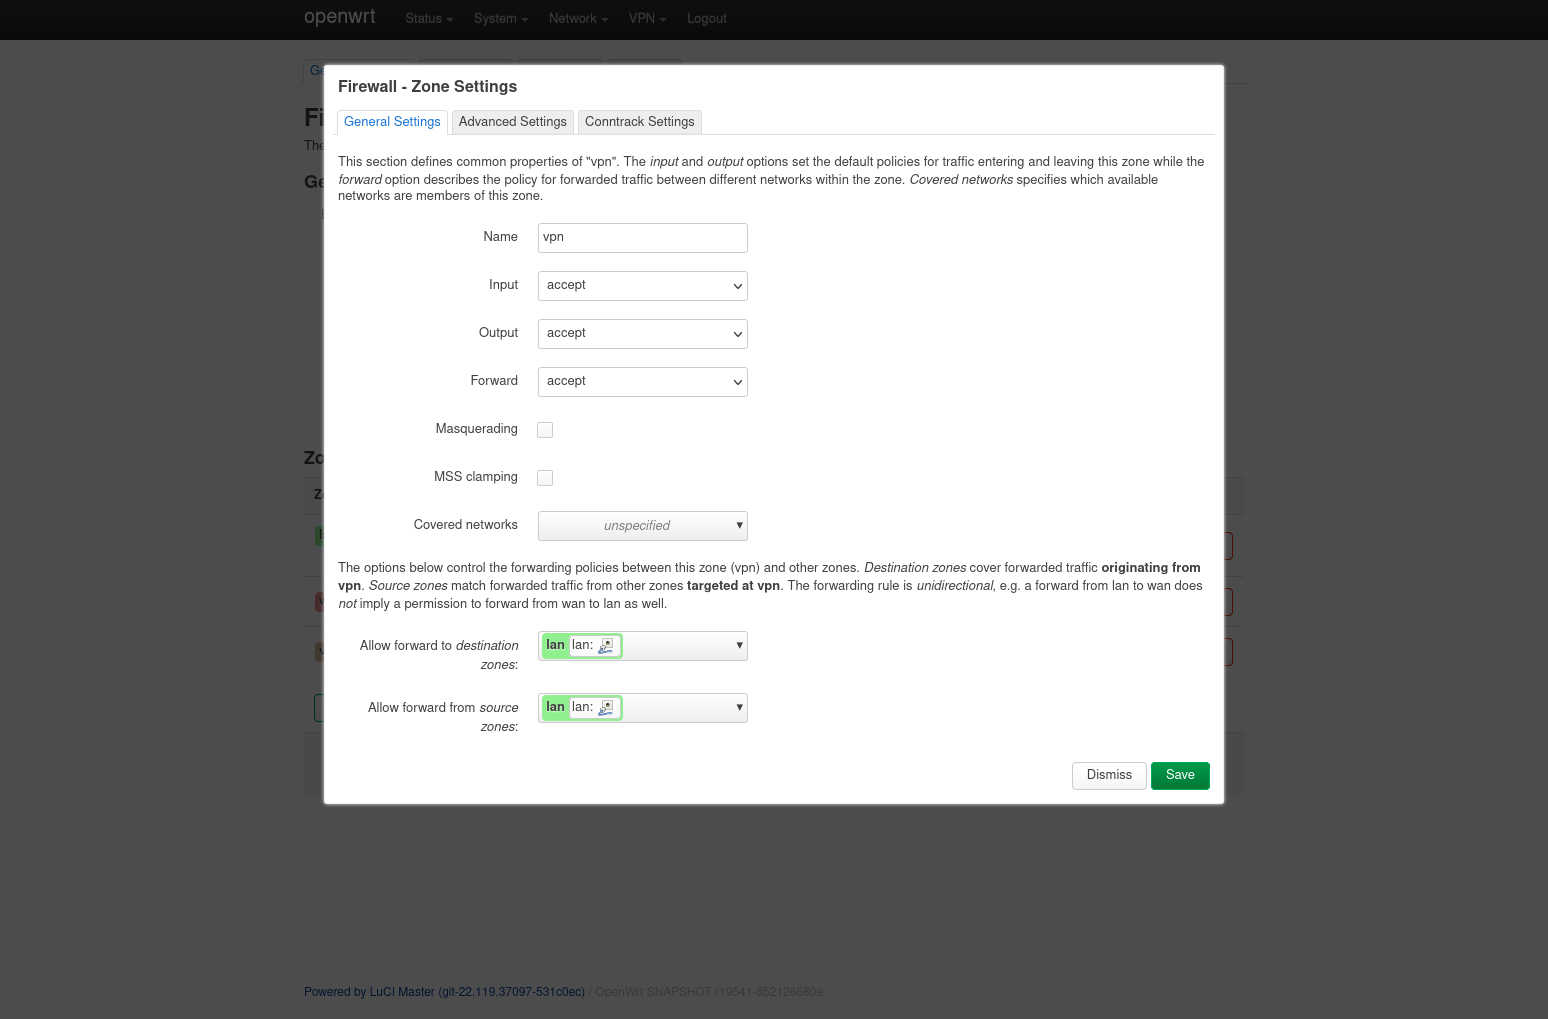 openwrt Status System Network VPN Logout
Firewall - Zone Settings
General Settings Advanced Settings Conntrack Settings
This section defines common properties of "vpn". The input and output options set the default policies for traffic entering and leaving this zone while the
forward option describes the policy for forwarded traffic between different networks within the zone. Covered networks specifies which available
networks are members of this zone.
Name vpn
Input accept
Output accept
Forward accept
Masquerading
MSS clamping
Covered networks unspecified
The options below control the forwarding policies between this zone (vpn) and other zones. Destination zones cover forwarded traffic originating from
vpn. Source zones match forwarded traffic from other zones targeted at vpn. The forwarding rule is unidirectional, e.g. a forward from lan to wan does
not imply a permission to forward from wan to lan as well.
Allow forward to destination
zones:
lan lan:
Allow forward from source
zones:
lan lan:
Dismiss Save
Powered by LuCI Master (git-22.119.37097-531c0ec) / OpenWrt SNAPSHOT r19541-852126680e